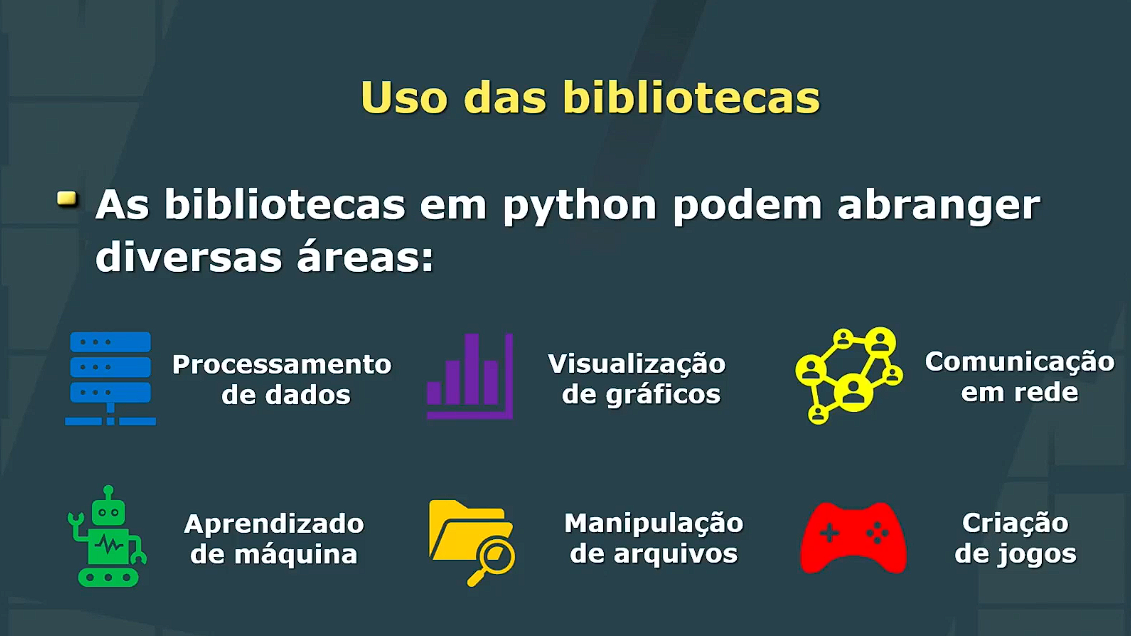 Uso das bibliotecas
As bibliotecas em python podem abranger
diversas áreas:
Processamento
de dados
Visualização
de gráficos
Comunicação
em rede
Aprendizado
de máquina
Manipulação
de arquivos
Criação
de jogos